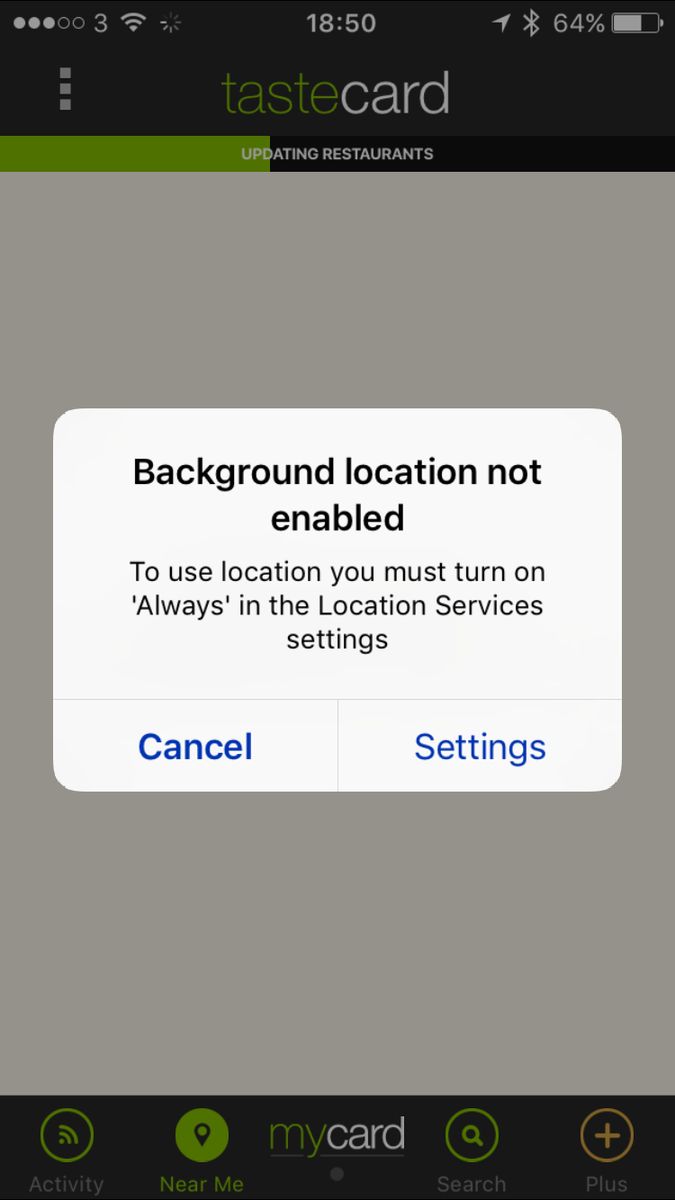 3 18:50 64%
tastecard
UPDATING RESTAURANTS
Background location not
enabled
To use location you must turn on
'Always' in the Location Services
settings
Cancel Settings
mycard
Activity Near Me Search Plus